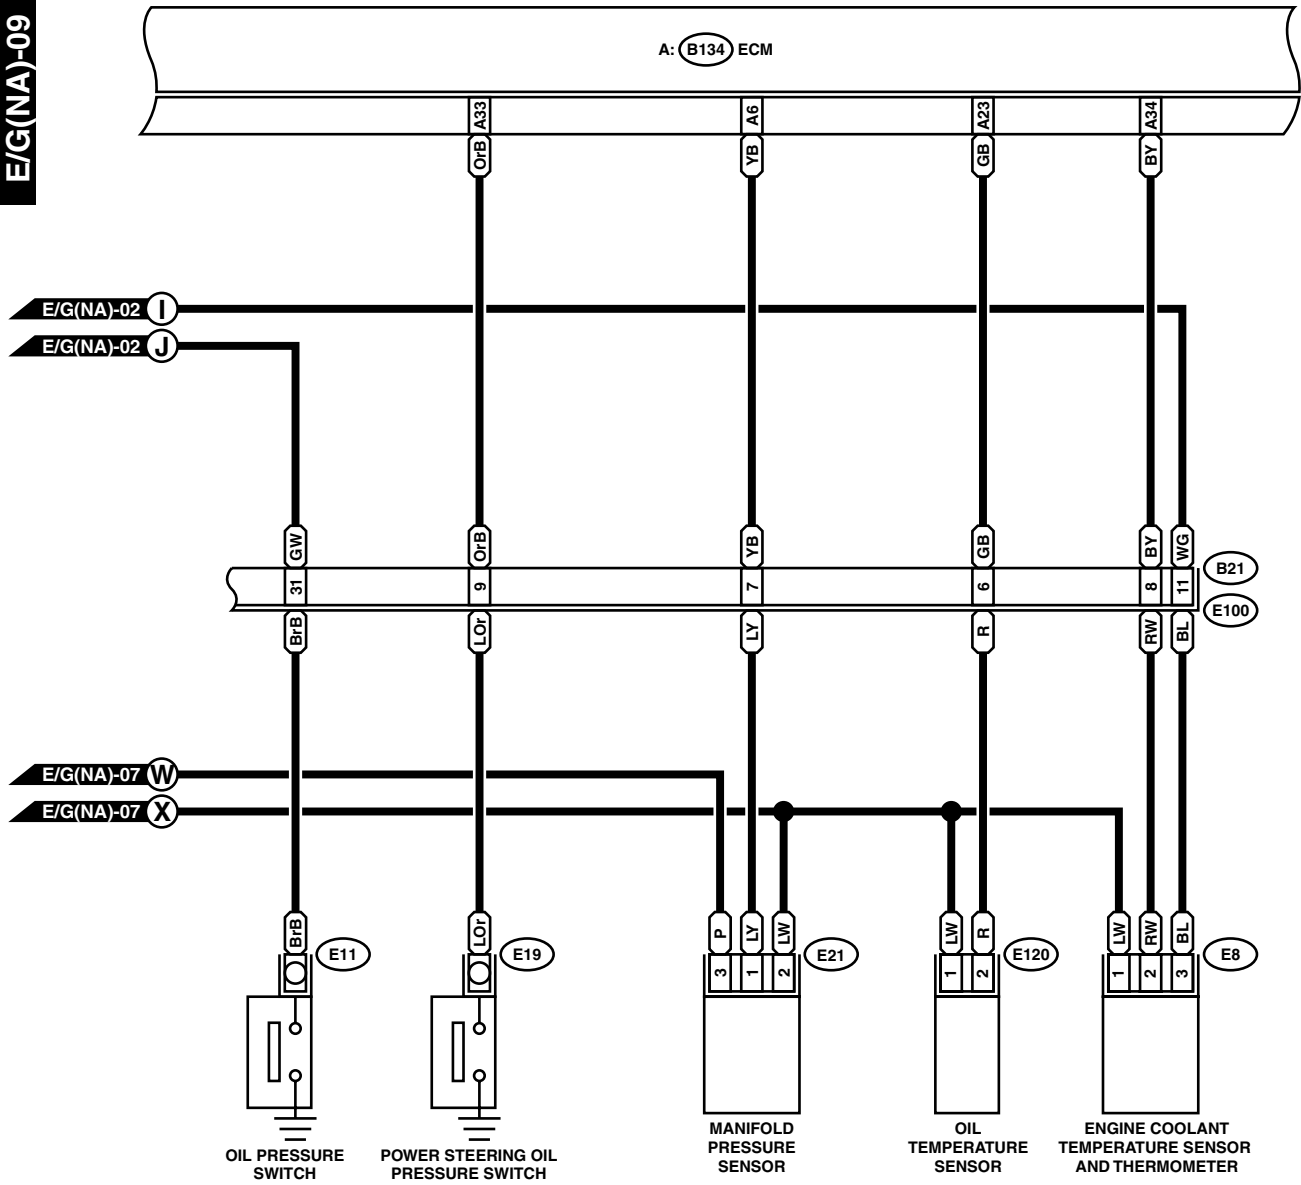 E/G(NA)-09
A: B134 ECM
A33 A6 A23 A34
OrB YB GB BY
E/G(NA)-02 I
E/G(NA)-02 J
GW OrB YB GB BY WG
B21
31 9 7 6 8 11
E100
BrB LOr LY R RW BL
E/G(NA)-07 W
E/G(NA)-07 X
BrB LOr P LY LW LW R LW RW BL
E11 E19 E21 E120 E8
3 1 2 1 2 1 2 3
OIL PRESSURE
SWITCH
POWER STEERING OIL
PRESSURE SWITCH
MANIFOLD
PRESSURE
SENSOR
OIL
TEMPERATURE
SENSOR
ENGINE COOLANT
TEMPERATURE SENSOR
AND THERMOMETER